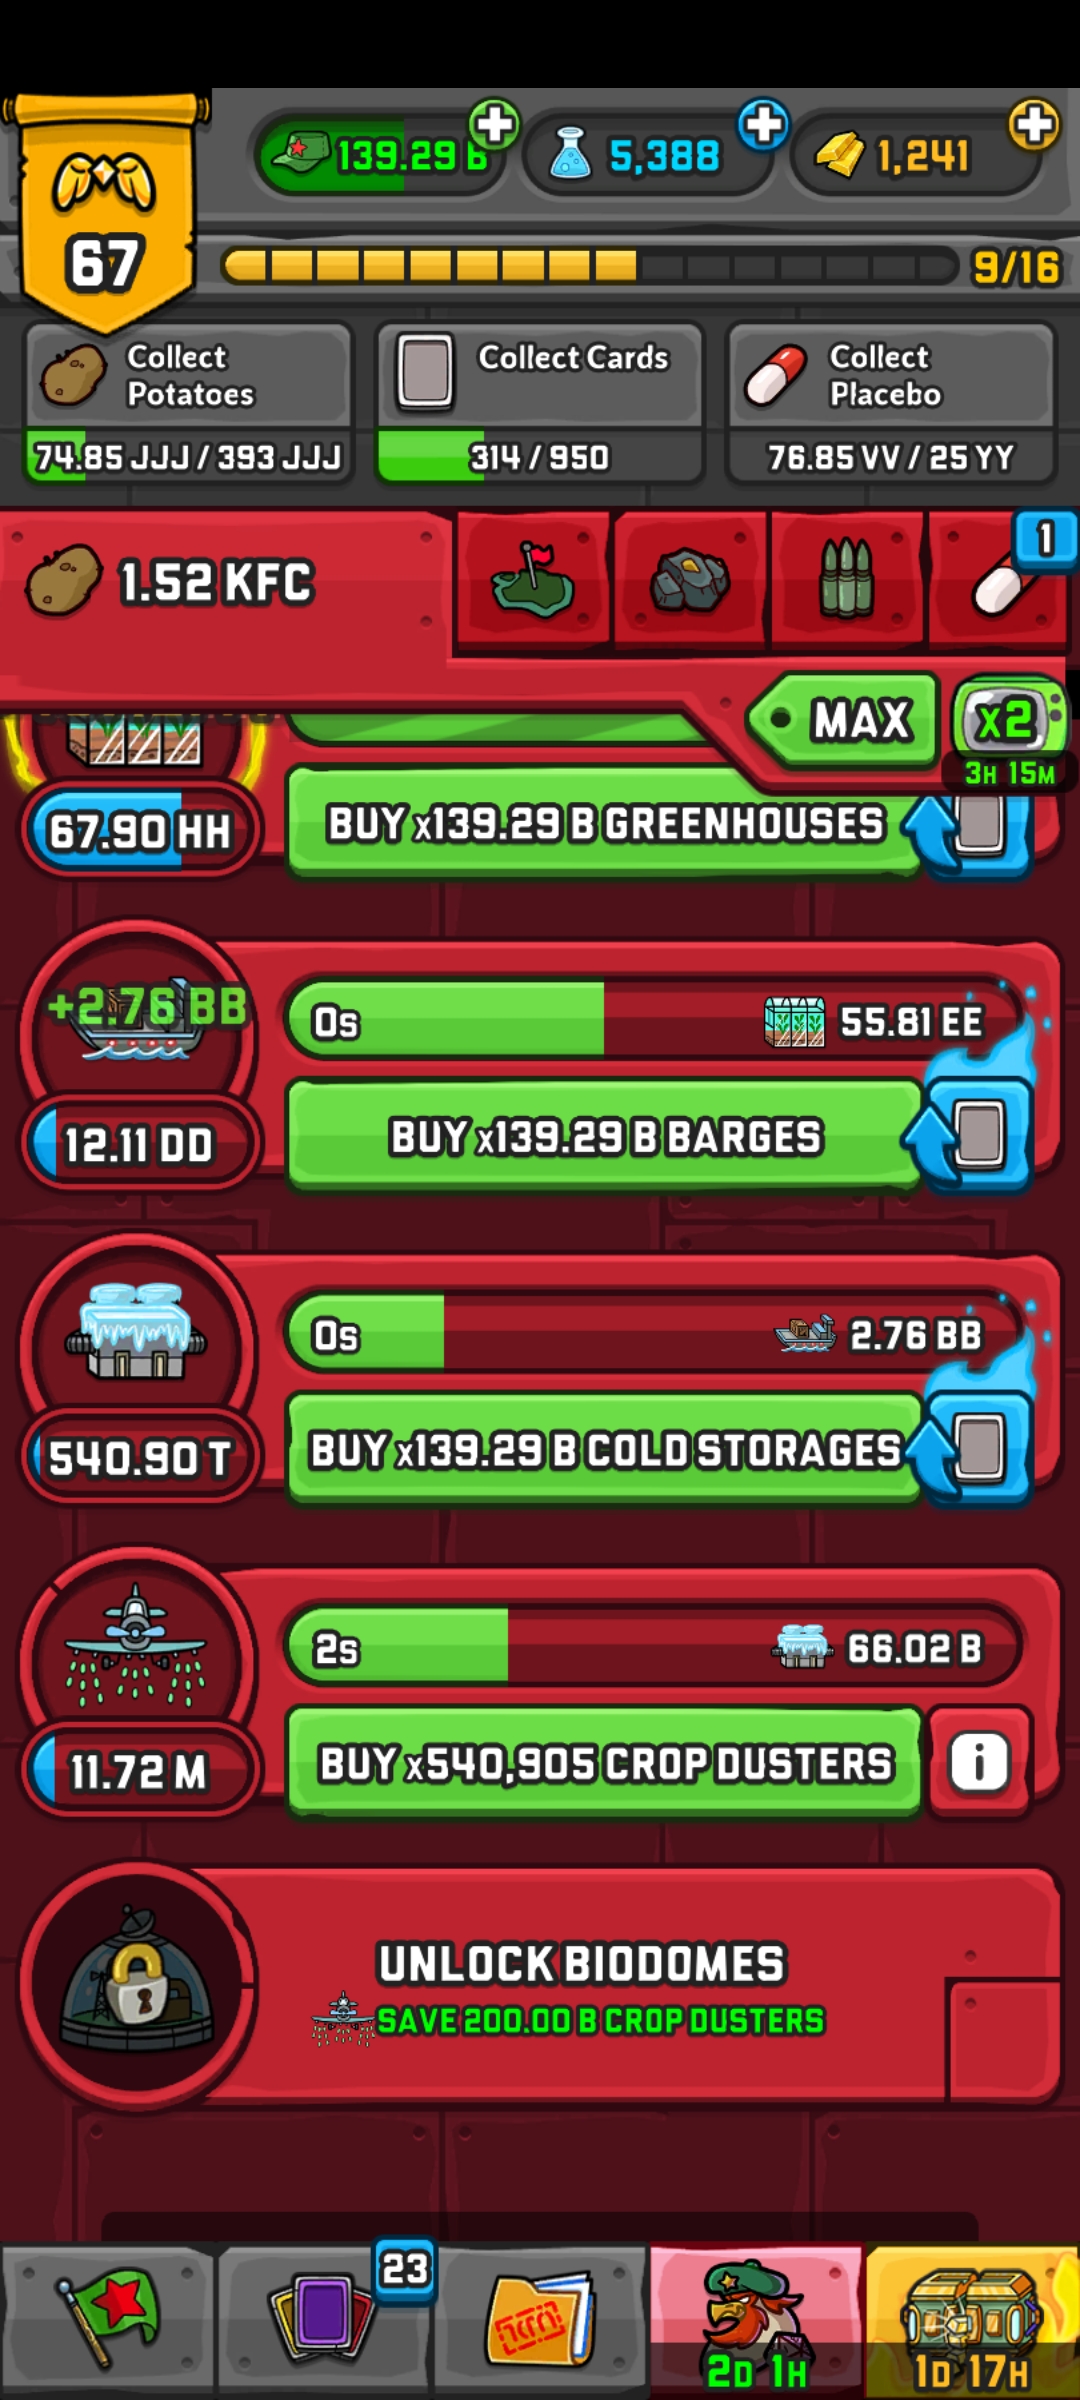 139.29 B
5,388
1,241
67
9/16
Collect Potatoes
74.85 JJJ / 393 JJJ
Collect Cards
314 / 950
Collect Placebo
76.85 VV / 25 YY
1.52 KFC
1
MAX
x2
3H 15M
67.90 HH
BUY x139.29 B GREENHOUSES
+2.76 BB
0s
55.81 EE
12.11 DD
BUY x139.29 B BARGES
0s
2.76 BB
540.90 T
BUY x139.29 B COLD STORAGES
2s
66.02 B
11.72 M
BUY x540,905 CROP DUSTERS
i
UNLOCK BIODOMES
SAVE 200.00 B CROP DUSTERS
23
2D 1H
1D 17H